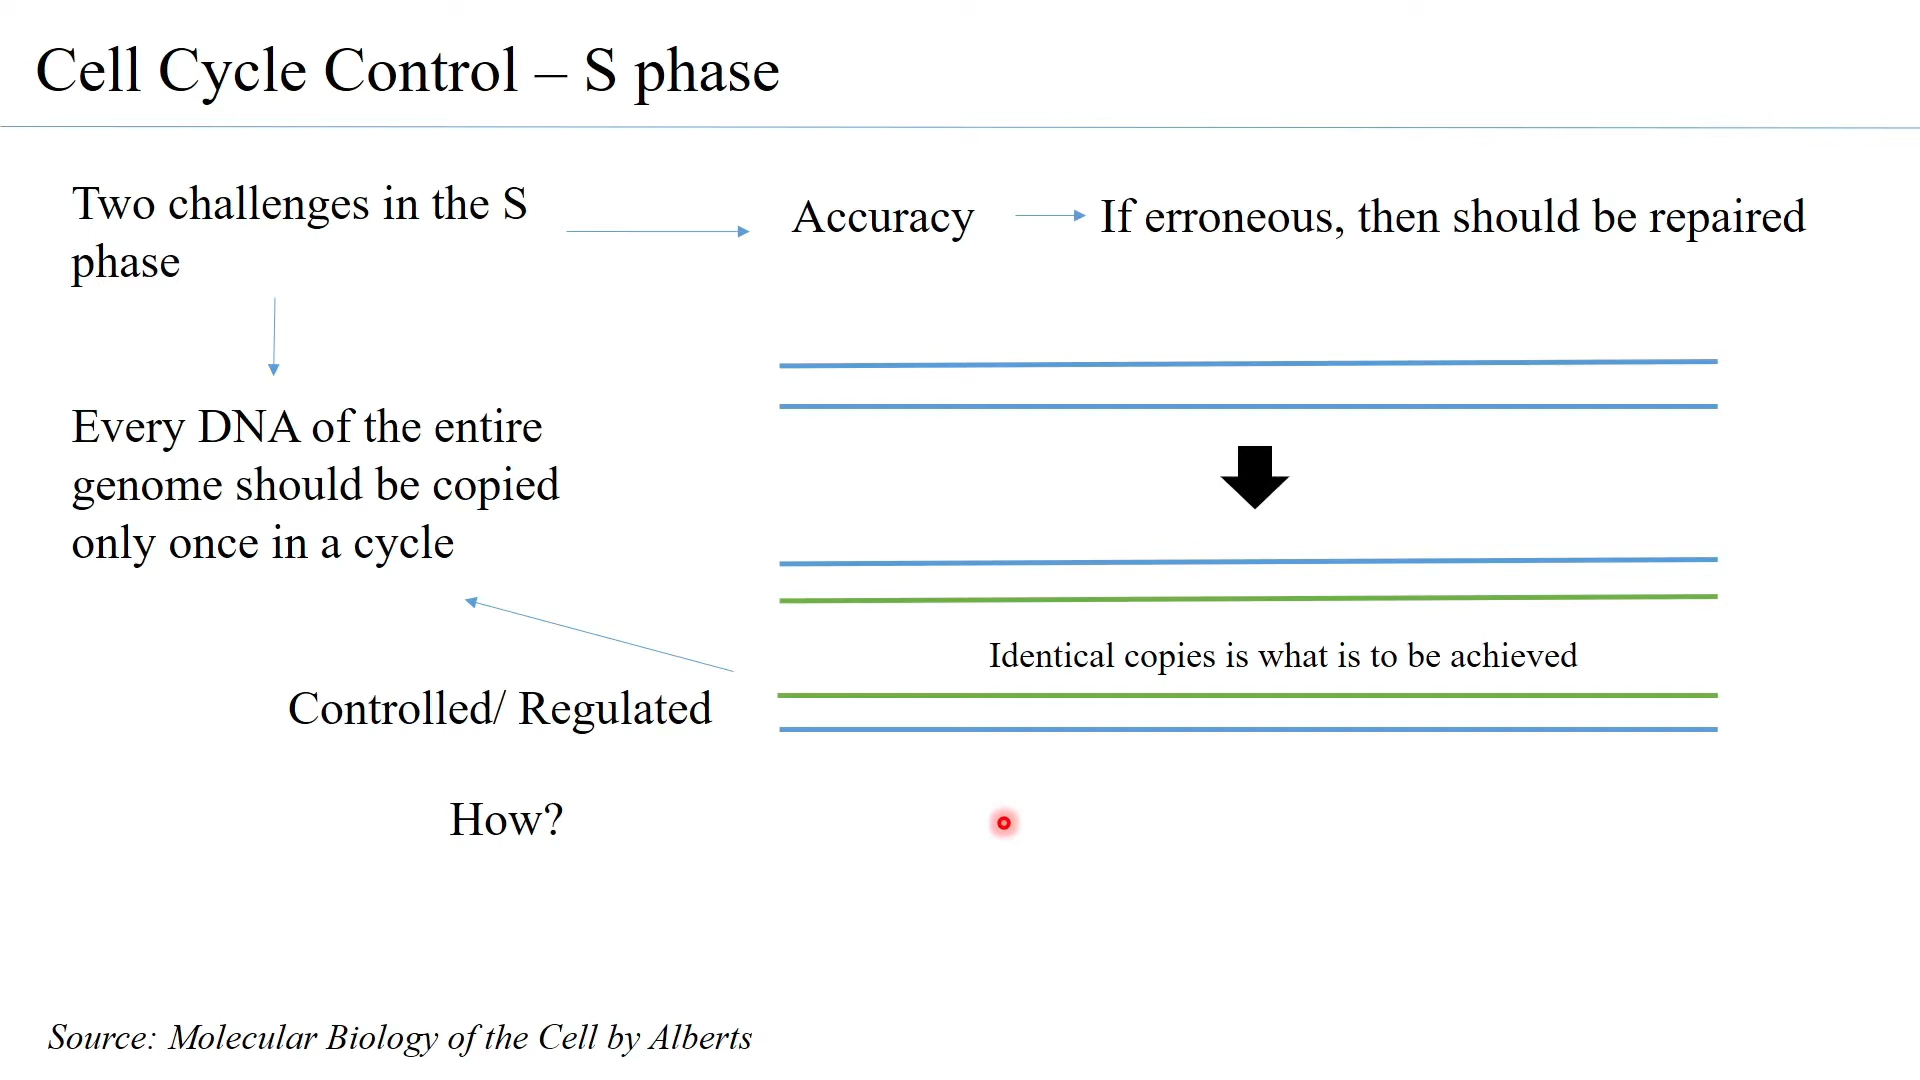 Cell Cycle Control – S phase
Two challenges in the S
phase
Accuracy
If erroneous, then should be repaired
Every DNA of the entire
genome should be copied
only once in a cycle
Identical copies is what is to be achieved
Controlled/ Regulated
How?
Source: Molecular Biology of the Cell by Alberts